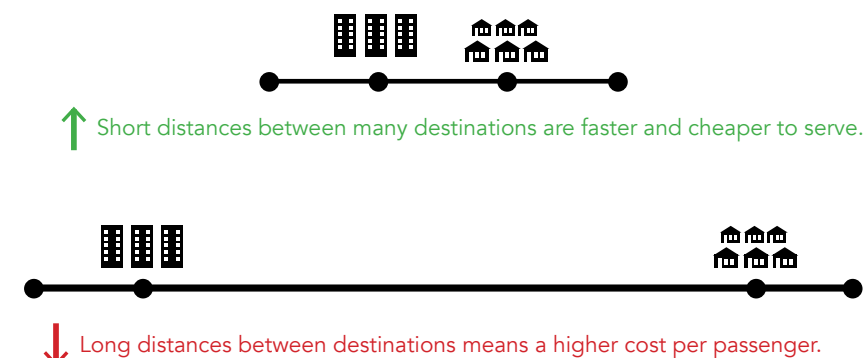 Short distances between many destinations are faster and cheaper to serve.
Long distances between destinations means a higher cost per passenger.